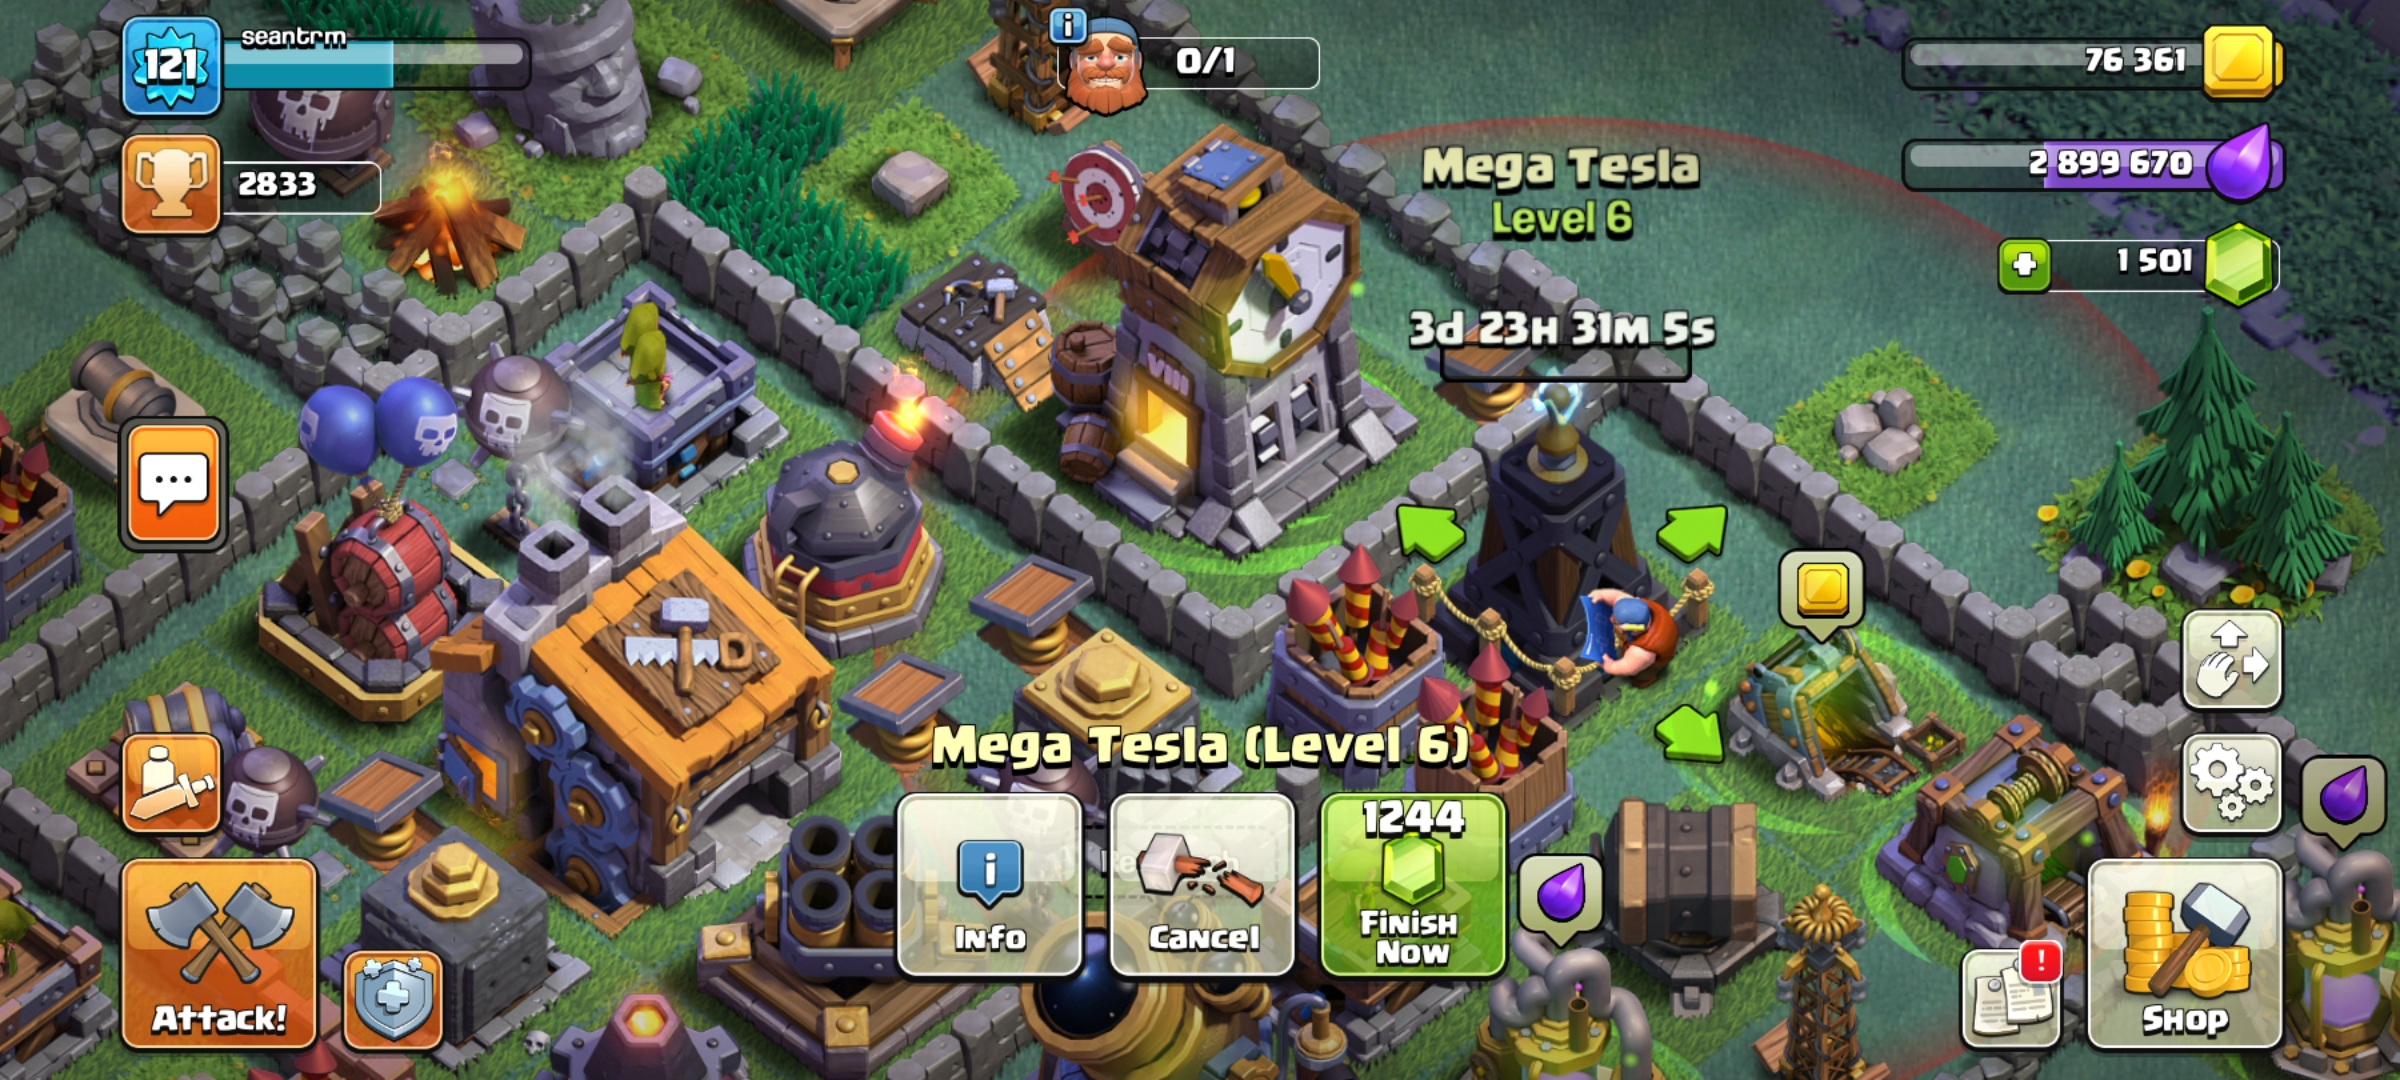 121
seantrm
0/1
76 361
2833
2 899 670
1 501
Mega Tesla
Level 6
3d 23H 31M 5s
VIII
Mega Tesla (Level 6)
Info
Cancel
1244
Finish
Now
Attack!
!
Shop